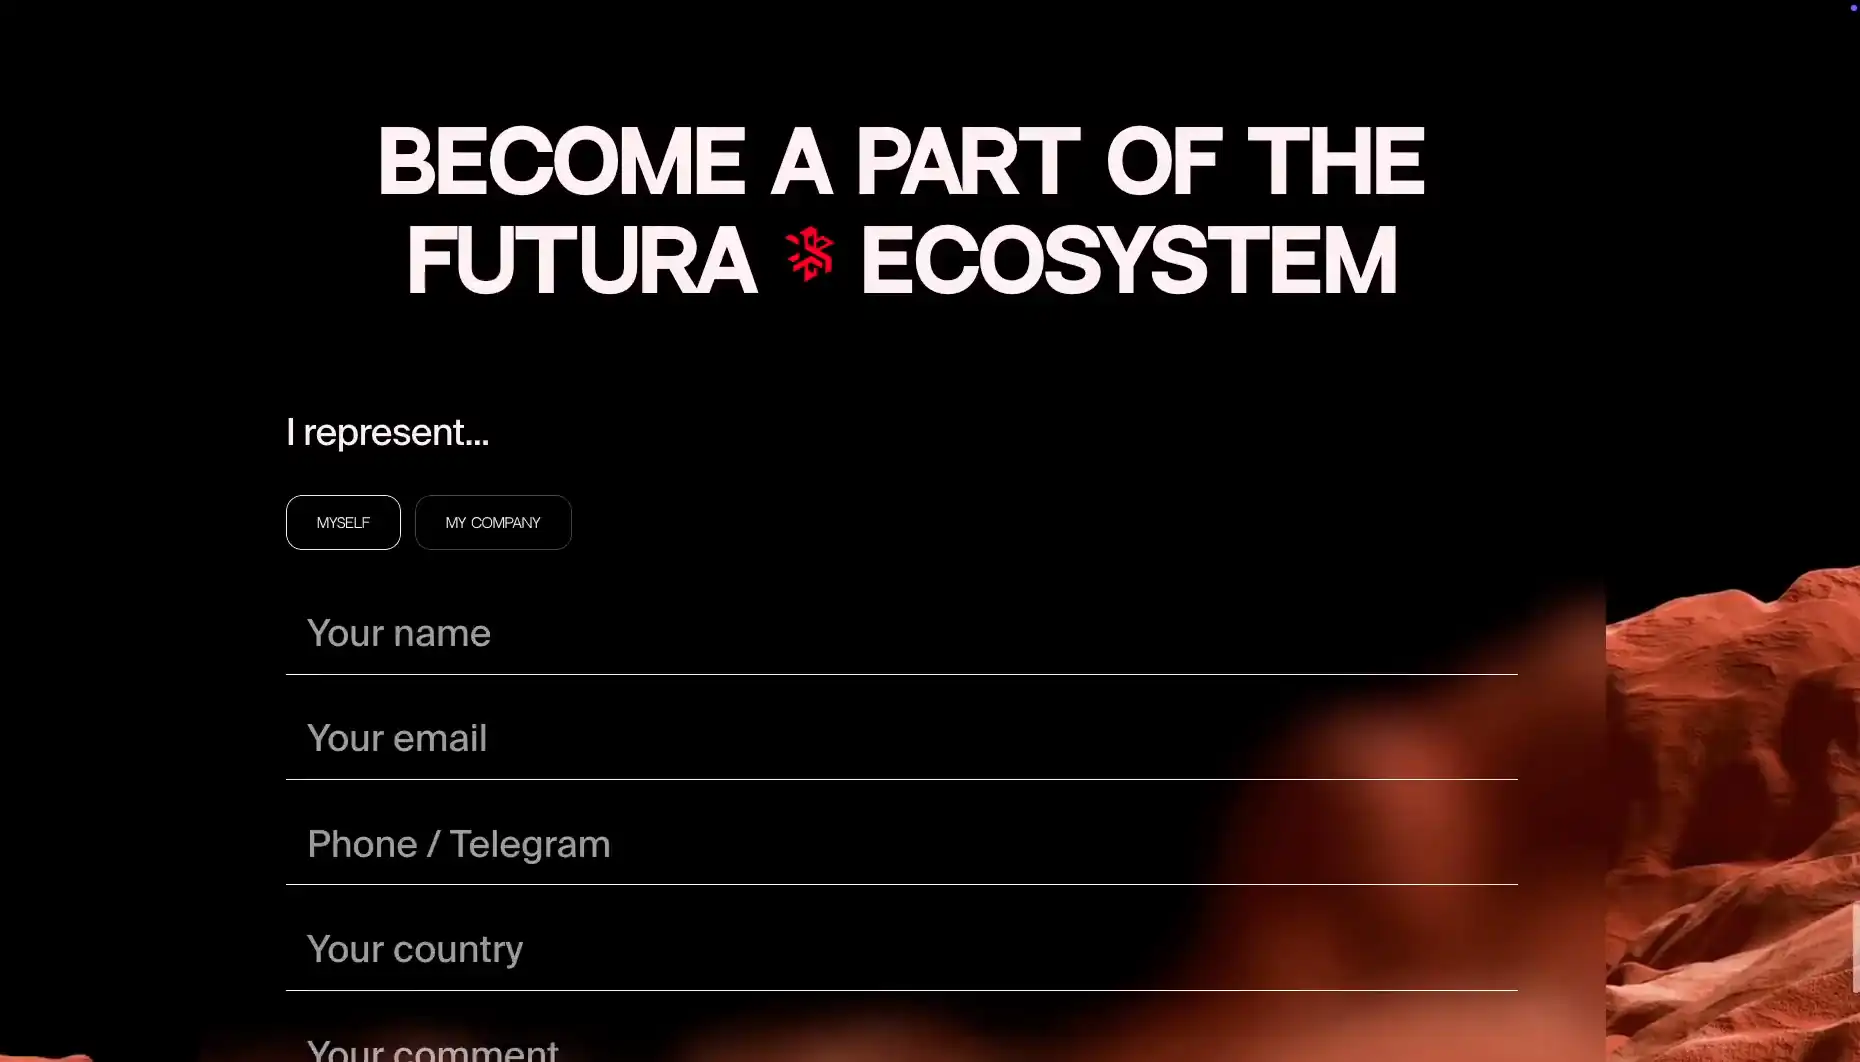 BECOME A PART OF THE
FUTURA ECOSYSTEM
I represent...
MYSELF
MY COMPANY
Your name
Your email
Phone / Telegram
Your country
Your comment